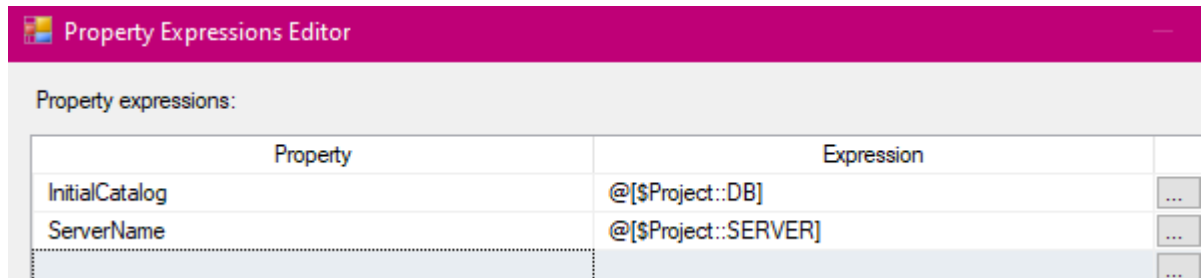 Property Expressions Editor
Property expressions:
Property Expression
InitialCatalog @[$Project::DB] ...
ServerName @[$Project::SERVER] ...
...